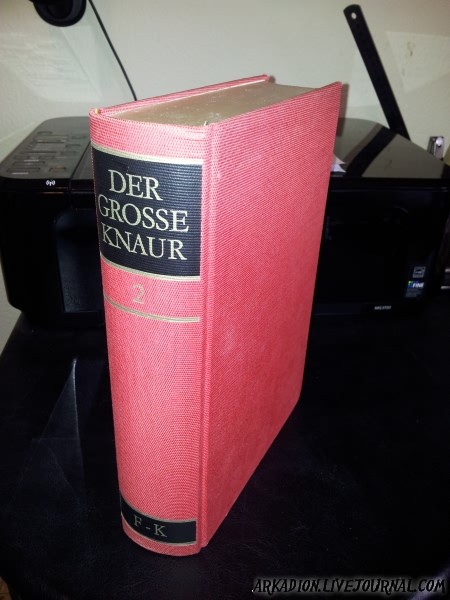 DER
GROSSE
KNAUR
2
F-K
ARKADION.LIVEJOURNAL.COM